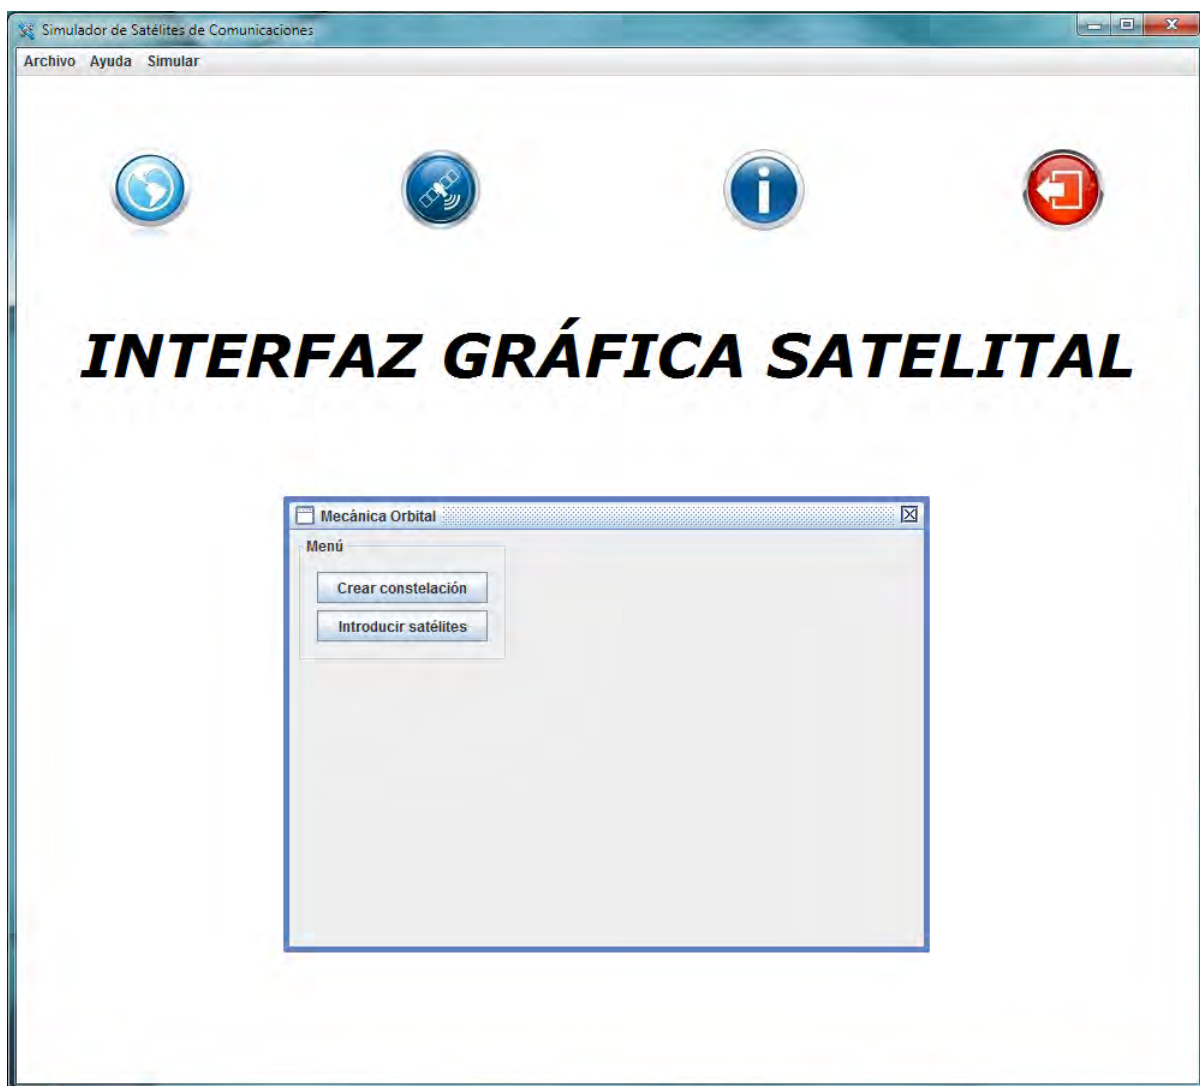 Simulador de Satélites de Comunicaciones
Archivo Ayuda Simular
INTERFAZ GRÁFICA SATELITAL
Mecánica Orbital
Menú
Crear constelación
Introducir satélites